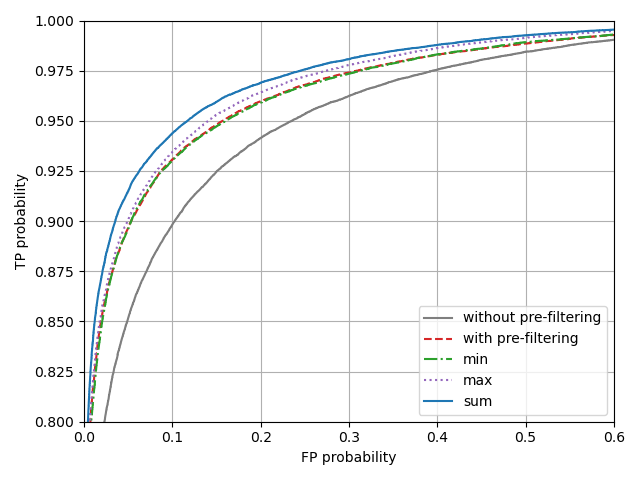 1.000
0.975
0.950
0.925
0.900
0.875
0.850
0.825
0.800
TP probability
0.0 0.1 0.2 0.3 0.4 0.5 0.6
FP probability
without pre-filtering
with pre-filtering
min
max
sum